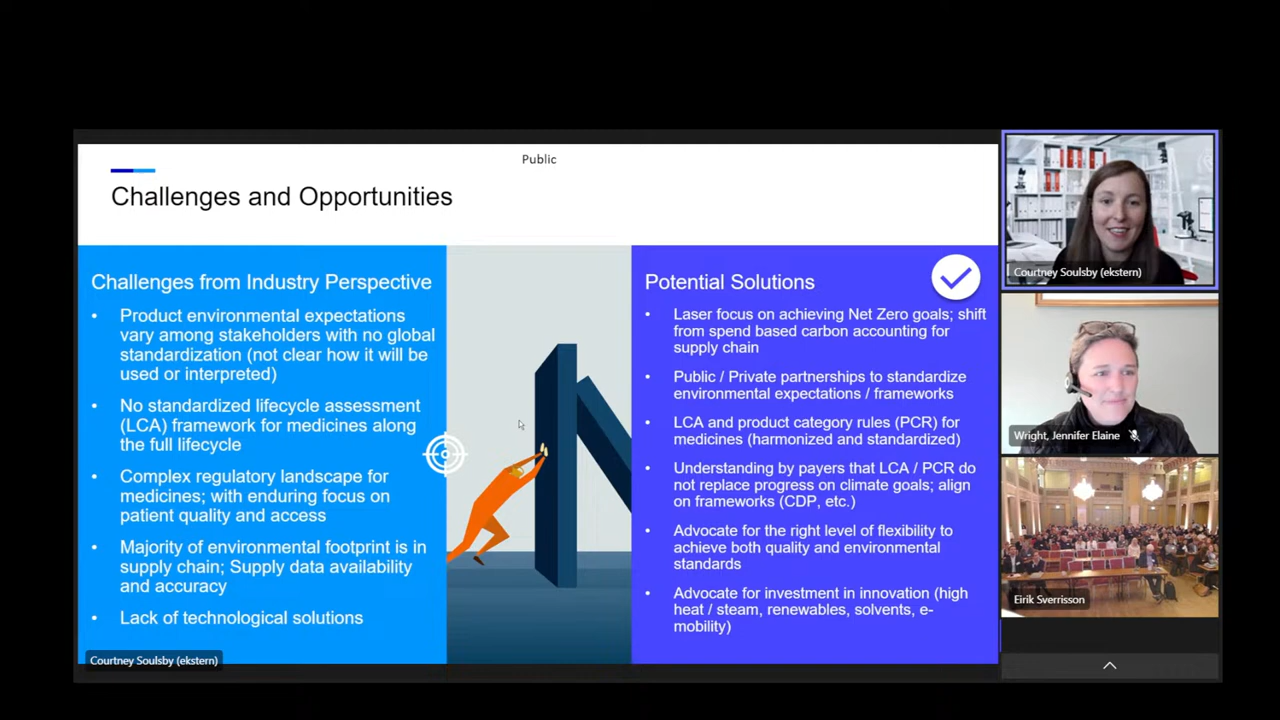 Public
Challenges and Opportunities
Challenges from Industry Perspective
• Product environmental expectations
vary among stakeholders with no global
standardization (not clear how it will be
used or interpreted)
• No standardized lifecycle assessment
(LCA) framework for medicines along
the full lifecycle
• Complex regulatory landscape for
medicines; with enduring focus on
patient quality and access
• Majority of environmental footprint is in
supply chain; Supply data availability
and accuracy
• Lack of technological solutions
Potential Solutions
• Laser focus on achieving Net Zero goals; shift
from spend based carbon accounting for
supply chain
• Public / Private partnerships to standardize
environmental expectations / frameworks
• LCA and product category rules (PCR) for
medicines (harmonized and standardized)
• Understanding by payers that LCA / PCR do
not replace progress on climate goals; align
on frameworks (CDP, etc.)
• Advocate for the right level of flexibility to
achieve both quality and environmental
standards
• Advocate for investment in innovation (high
heat / steam, renewables, solvents, e-
mobility)
Courtney Soulsby (ekstern)
Courtney Soulsby (ekstern)
Wright, Jennifer Elaine
Eirik Sverrisson